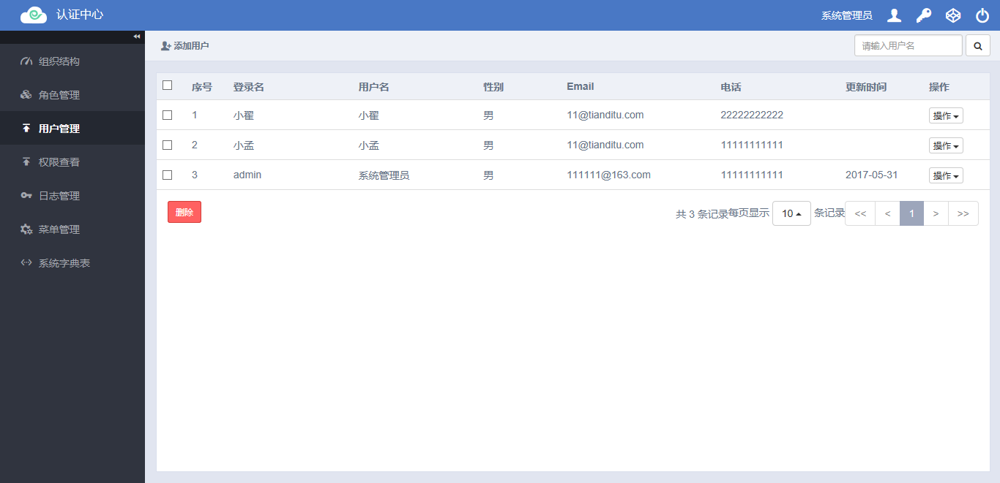 认证中心
系统管理员
组织结构
角色管理
用户管理
权限查看
日志管理
菜单管理
系统字典表
添加用户
请输入用户名
序号 登录名 用户名 性别 Email 电话 更新时间 操作
1 小翟 小翟 男 11@tianditu.com 22222222222 操作
2 小孟 小孟 男 11@tianditu.com 11111111111 操作
3 admin 系统管理员 男 111111@163.com 11111111111 2017-05-31 操作
删除
共 3 条记录每页显示 10 条记录 << < 1 > >>